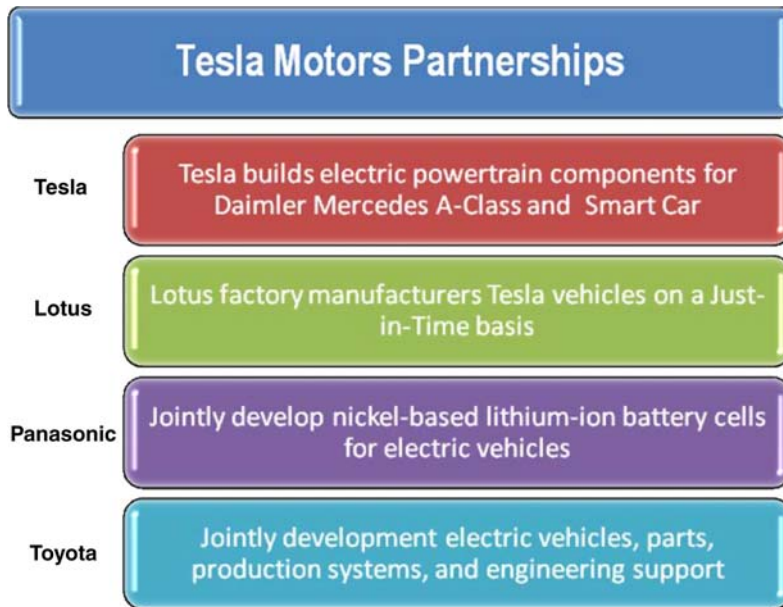 Tesla Motors Partnerships
Tesla
Tesla builds electric powertrain components for
Daimler Mercedes A-Class and Smart Car
Lotus
Lotus factory manufacturers Tesla vehicles on a Just-
in-Time basis
Panasonic
Jointly develop nickel-based lithium-ion battery cells
for electric vehicles
Toyota
Jointly development electric vehicles, parts,
production systems, and engineering support